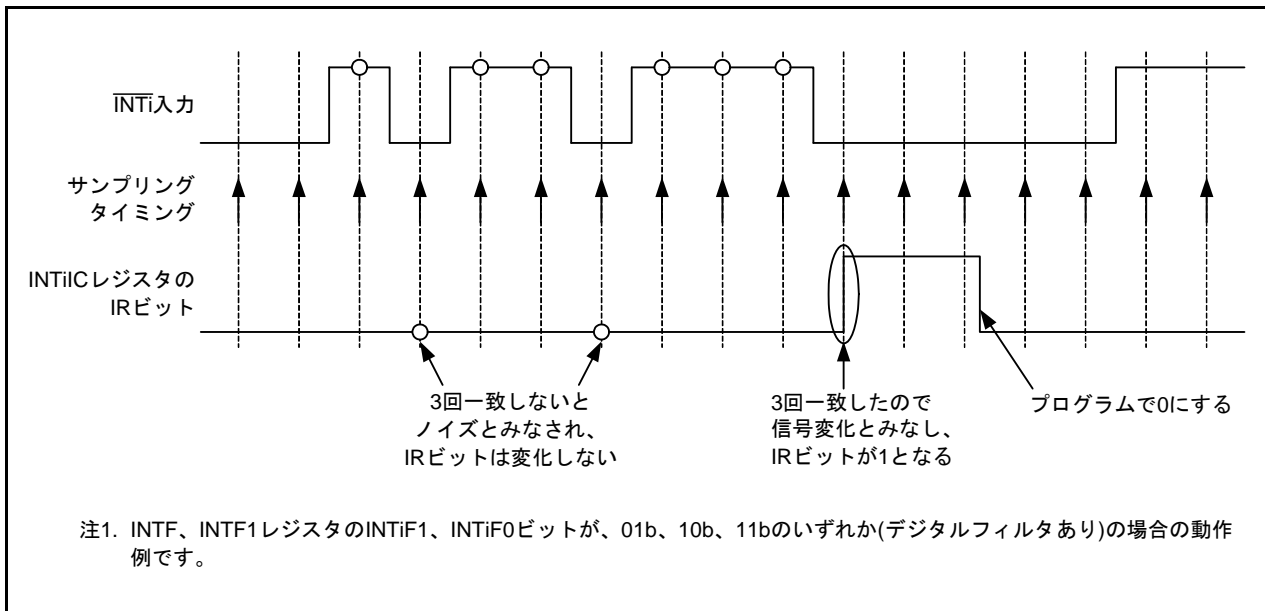 INTi入力
サンプリング
タイミング
INTiICレジスタの
IRビット
3回一致しないと
ノイズとみなされ、
IRビットは変化しない
3回一致したので
信号変化とみなし、
IRビットが1となる
プログラムで0にする
注1. INTF、INTF1レジスタのINTiF1、INTiF0ビットが、01b、10b、11bのいずれか(デジタルフィルタあり)の場合の動作
例です。